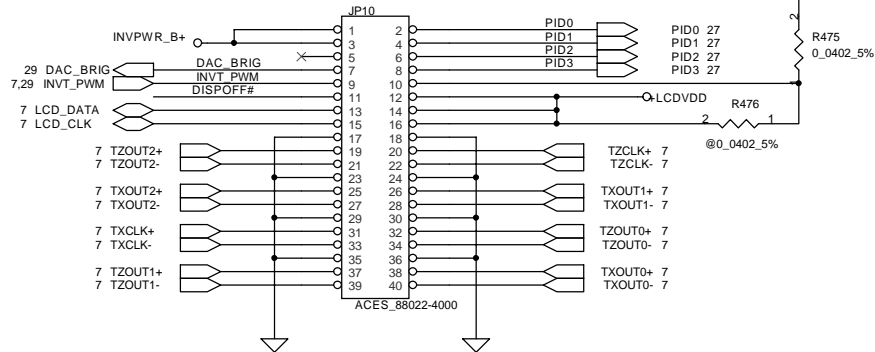 JP10
INVPWR_B+ 1 2 PID0 PID0 27 2
3 4 PID1 PID1 27 R475
5 6 PID2 PID2 27 0_0402_5%
29 DAC_BRIG DAC_BRIG 7 8 PID3 PID3 27
7,29 INVT_PWM INVT_PWM 9 10 1
DISPOFF# 11 12 +LCDVDD
7 LCD_DATA 13 14 R476
7 LCD_CLK 15 16 2 1
17 18 @0_0402_5%
7 TZOUT2+ 19 20 TZCLK+ 7
7 TZOUT2- 21 22 TZCLK- 7
23 24
7 TXOUT2+ 25 26 TXOUT1+ 7
7 TXOUT2- 27 28 TXOUT1- 7
29 30
7 TXCLK+ 31 32 TZOUT0+ 7
7 TXCLK- 33 34 TZOUT0- 7
35 36
7 TZOUT1+ 37 38 TXOUT0+ 7
7 TZOUT1- 39 40 TXOUT0- 7
ACES_88022-4000